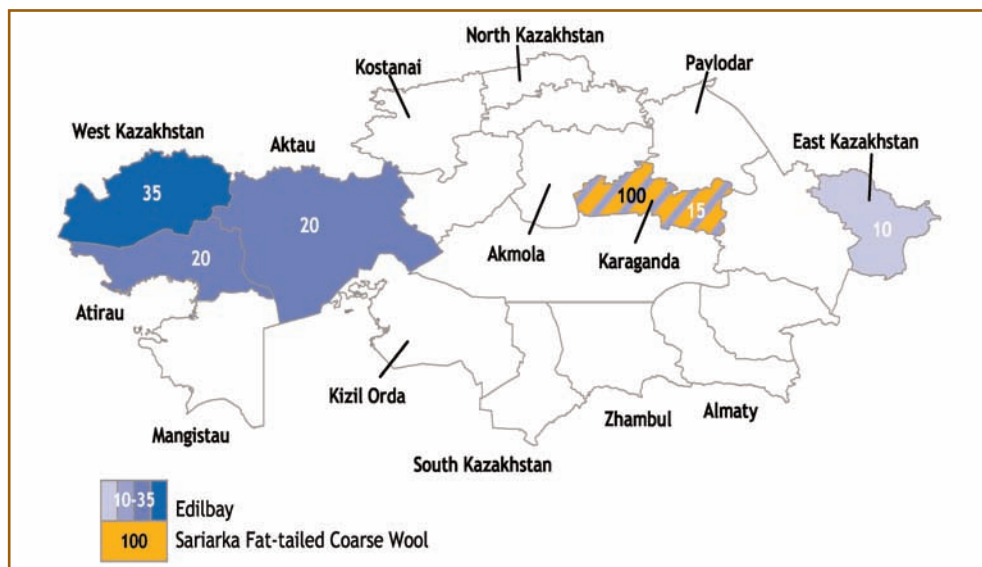 North Kazakhstan
Kostanai
Pavlodar
West Kazakhstan
Aktau
East Kazakhstan
35
100
15
20
10
20
Akmola
Karaganda
Atirau
Kizil Orda
Zhambul
Almaty
Mangistau
South Kazakhstan
10-35 Edilbay
100 Sariarka Fat-tailed Coarse Wool